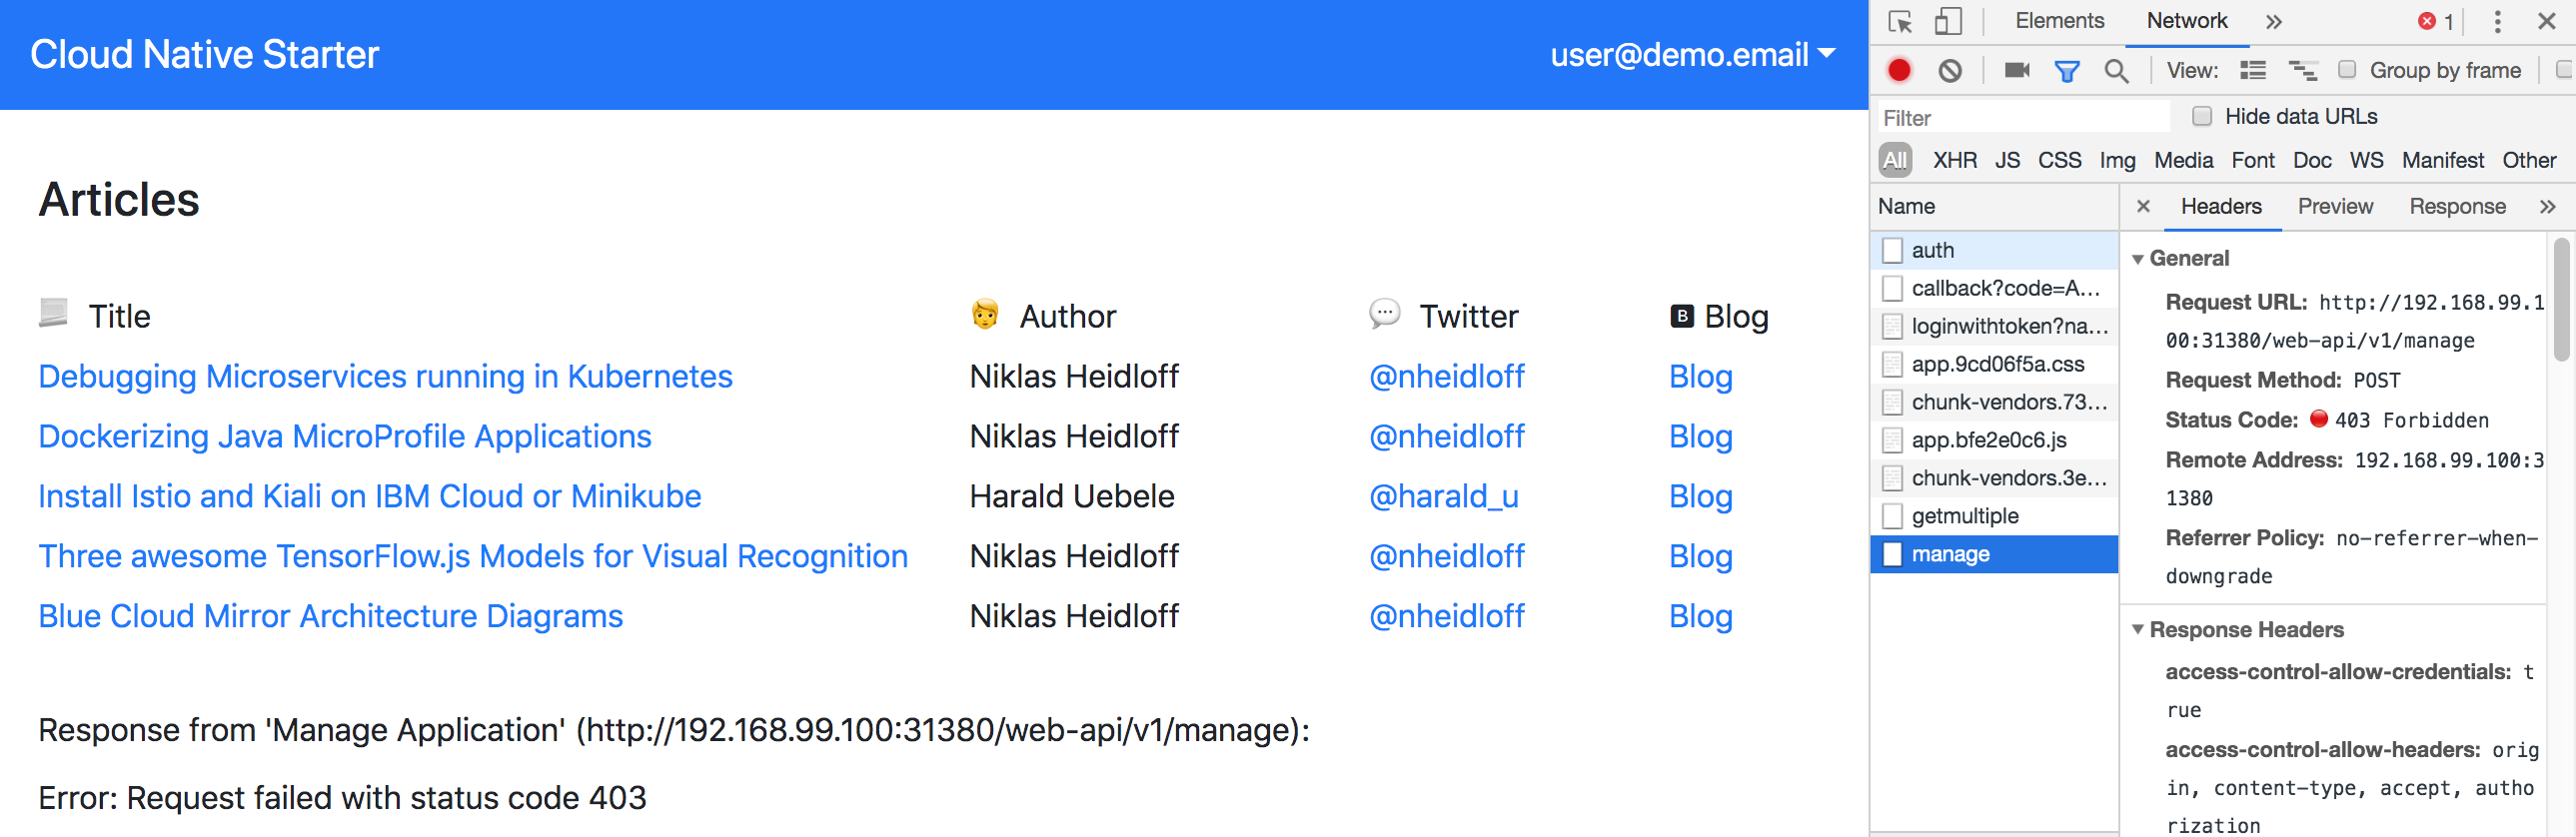 Cloud Native Starter
user@demo.email
Articles
Title Author Twitter B Blog
Debugging Microservices running in Kubernetes Niklas Heidloff @nheidloff Blog
Dockerizing Java MicroProfile Applications Niklas Heidloff @nheidloff Blog
Install Istio and Kiali on IBM Cloud or Minikube Harald Uebele @harald_u Blog
Three awesome TensorFlow.js Models for Visual Recognition Niklas Heidloff @nheidloff Blog
Blue Cloud Mirror Architecture Diagrams Niklas Heidloff @nheidloff Blog
Response from 'Manage Application' (http://192.168.99.100:31380/web-api/v1/manage):
Error: Request failed with status code 403
Elements Network » 1
View: Group by frame
Filter Hide data URLs
All XHR JS CSS Img Media Font Doc WS Manifest Other
Name
auth
callback?code=A...
loginwithtoken?na...
app.9cd06f5a.css
chunk-vendors.73...
app.bfe2e0c6.js
chunk-vendors.3e...
getmultiple
manage
× Headers Preview Response »
General
Request URL: http://192.168.99.1
00:31380/web-api/v1/manage
Request Method: POST
Status Code: 403 Forbidden
Remote Address: 192.168.99.100:3
1380
Referrer Policy: no-referrer-when-
downgrade
Response Headers
access-control-allow-credentials: t
rue
access-control-allow-headers: orig
in, content-type, accept, autho
rization